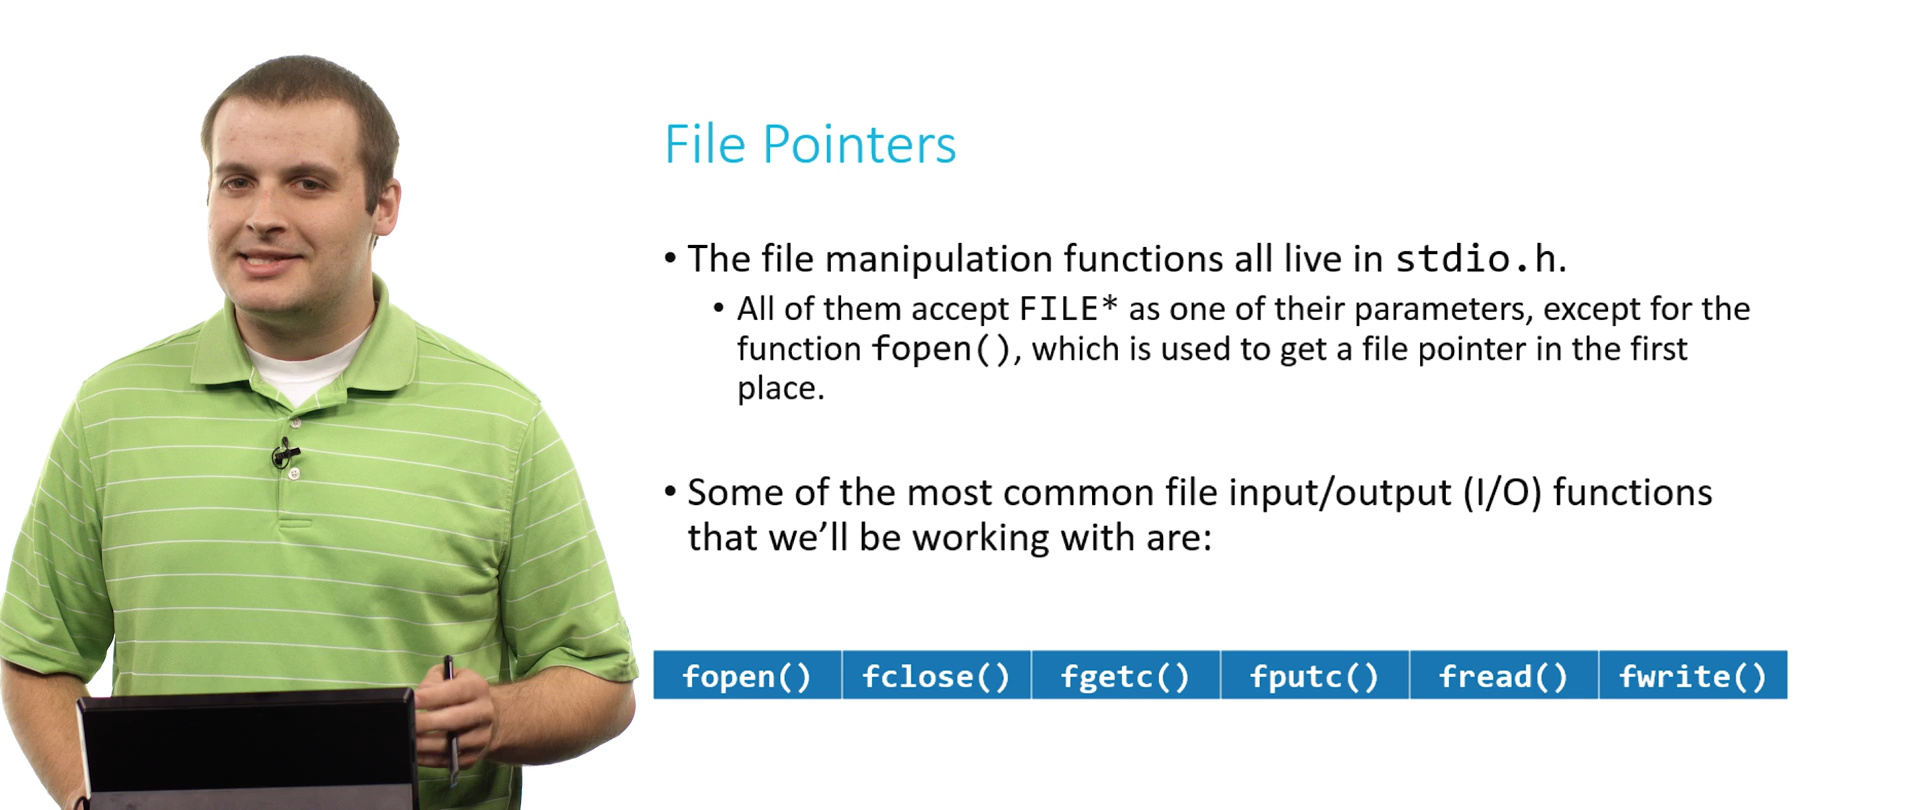 File Pointers
• The file manipulation functions all live in stdio.h.
• All of them accept FILE* as one of their parameters, except for the
function fopen(), which is used to get a file pointer in the first
place.
• Some of the most common file input/output (I/O) functions
that we’ll be working with are:
fopen() fclose() fgetc() fputc() fread() fwrite()